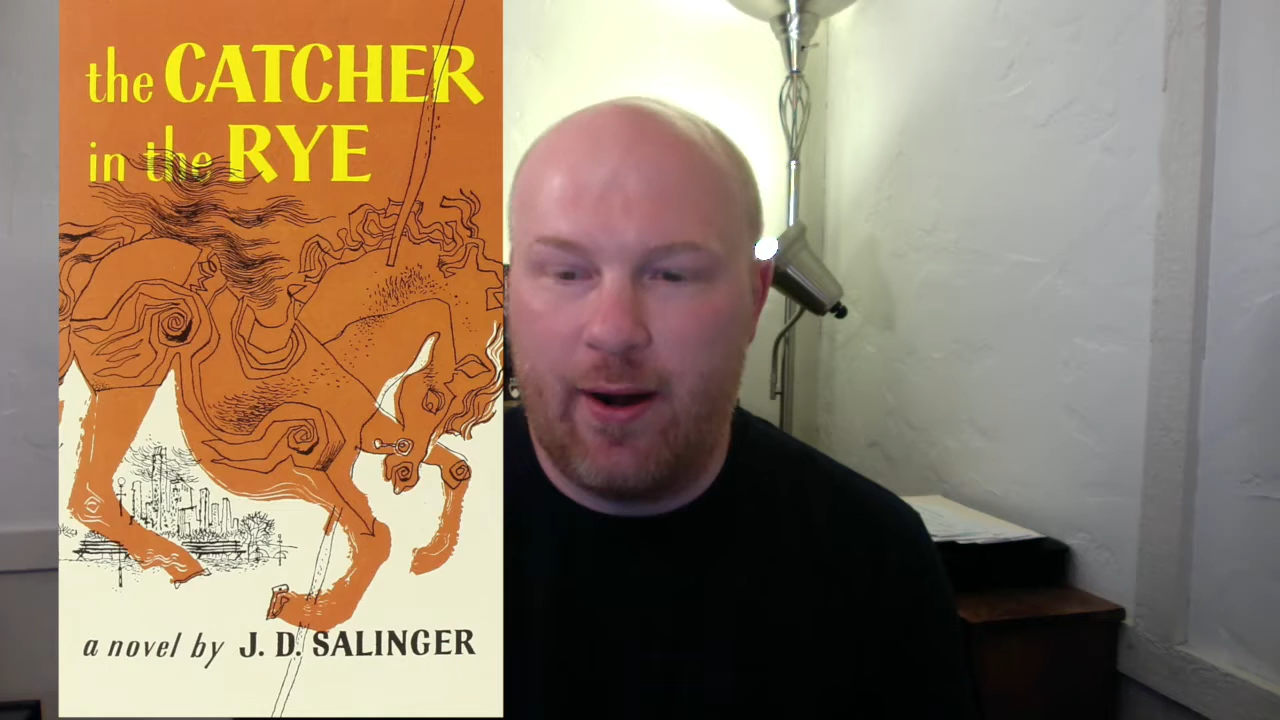 the CATCHER
in the RYE
a novel by J. D. SALINGER